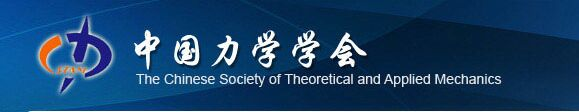 中国力学学会
The Chinese Society of Theoretical and Applied Mechanics